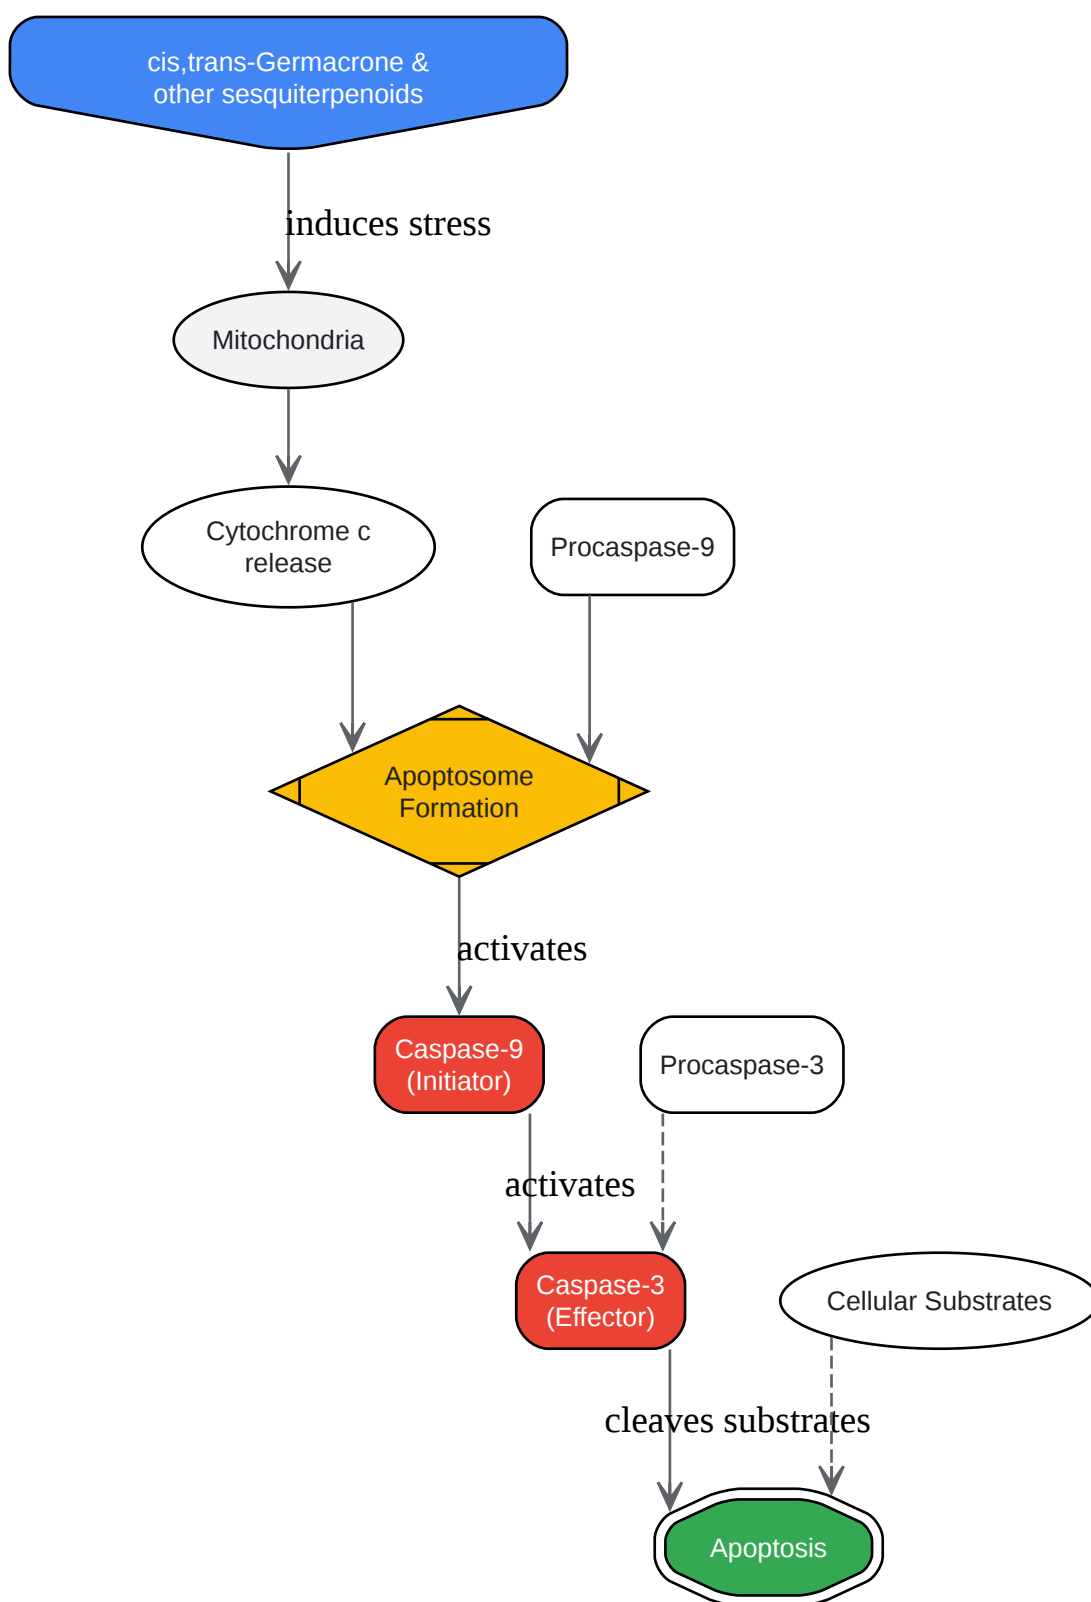 cis,trans-Germacrone &
other sesquiterpenoids
induces stress
Mitochondria
Cytochrome c
release
Procaspase-9
Apoptosome
Formation
activates
Caspase-9
(Initiator)
Procaspase-3
activates
Caspase-3
(Effector)
Cellular Substrates
cleaves substrates
Apoptosis